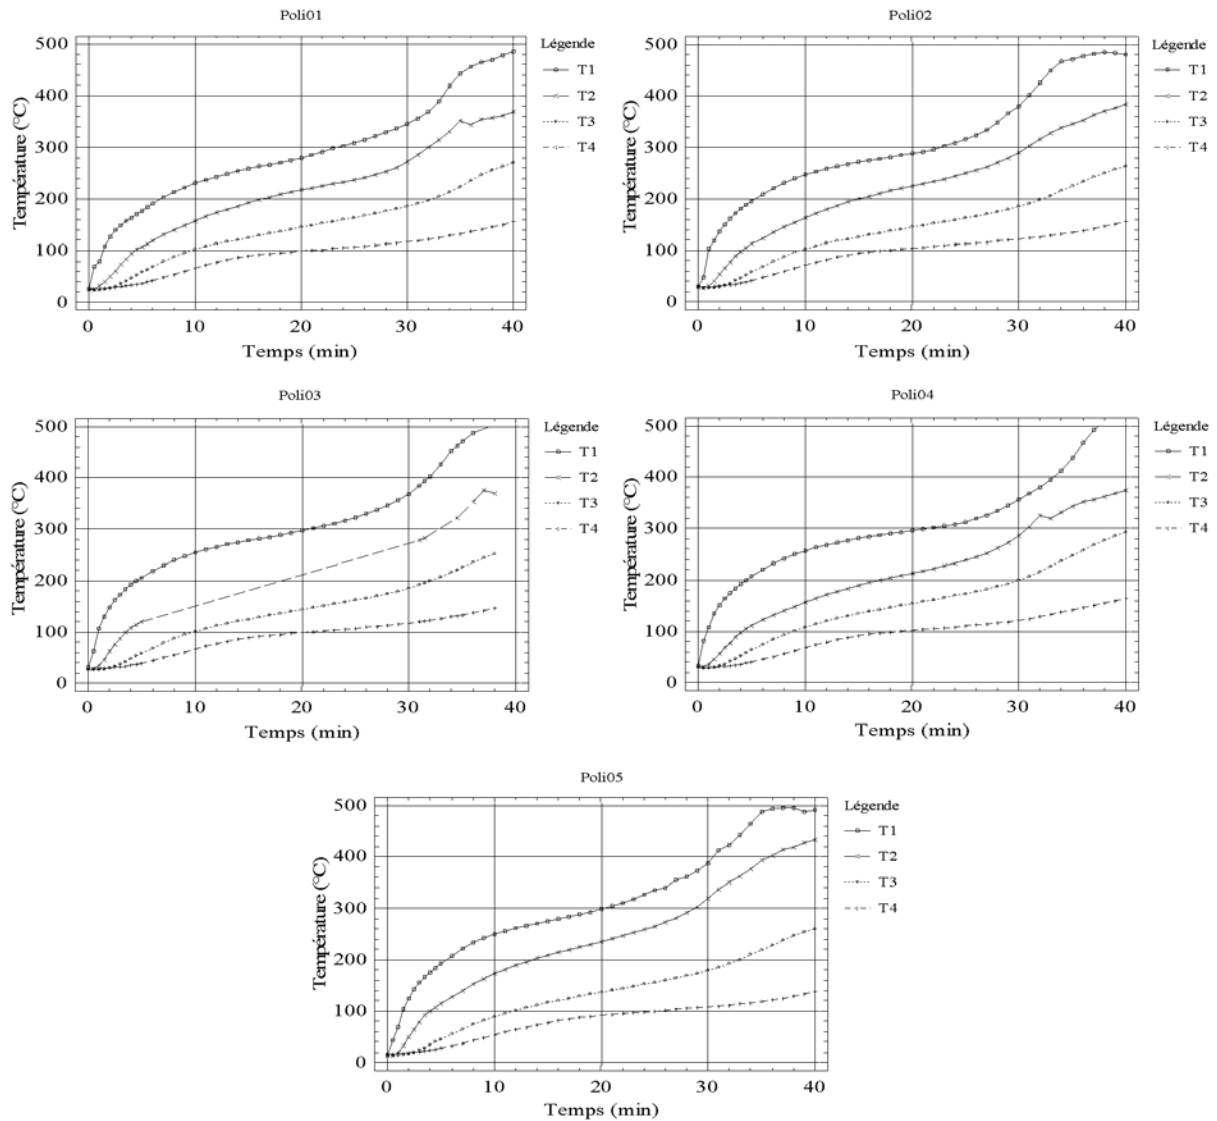 Poli01
500
400
300
200
100
0
Température (°C)
0 10 20 30 40
Temps (min)
Légende
T1
T2
T3
T4
Poli02
500
400
300
200
100
0
Température (°C)
0 10 20 30 40
Temps (min)
Légende
T1
T2
T3
T4
Poli03
500
400
300
200
100
0
Température (°C)
0 10 20 30 40
Temps (min)
Légende
T1
T2
T3
T4
Poli04
500
400
300
200
100
0
Température (°C)
0 10 20 30 40
Temps (min)
Légende
T1
T2
T3
T4
Poli05
500
400
300
200
100
0
Température (°C)
0 10 20 30 40
Temps (min)
Légende
T1
T2
T3
T4